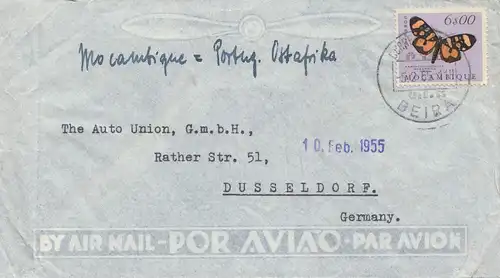 6$00
MOÇAMBIQUE
BEIRA
Mocambique = Portug. Ostafrika
The Auto Union, G.m.b.H.,
Rather Str. 51,
10. Feb. 1955
DUSSELDORF.
Germany.
BY AIR MAIL-POR AVIÃO-PAR AVION